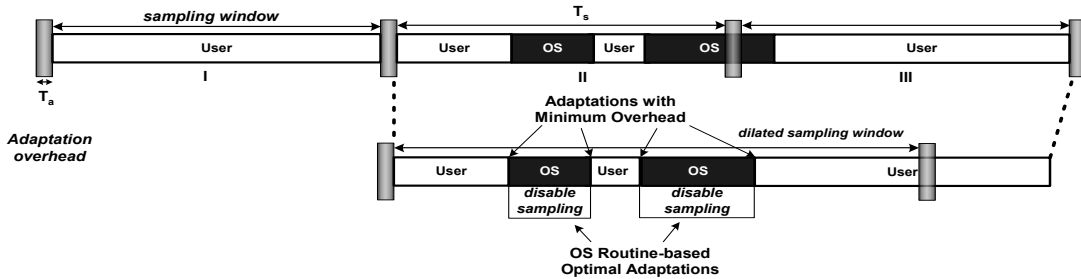 sampling window
Ts
User
User
OS
User
OS
User
I
II
III
Ta
Adaptation
overhead
Adaptations with
Minimum Overhead
dilated sampling window
User
OS
User
OS
User
disable
sampling
disable
sampling
OS Routine-based
Optimal Adaptations